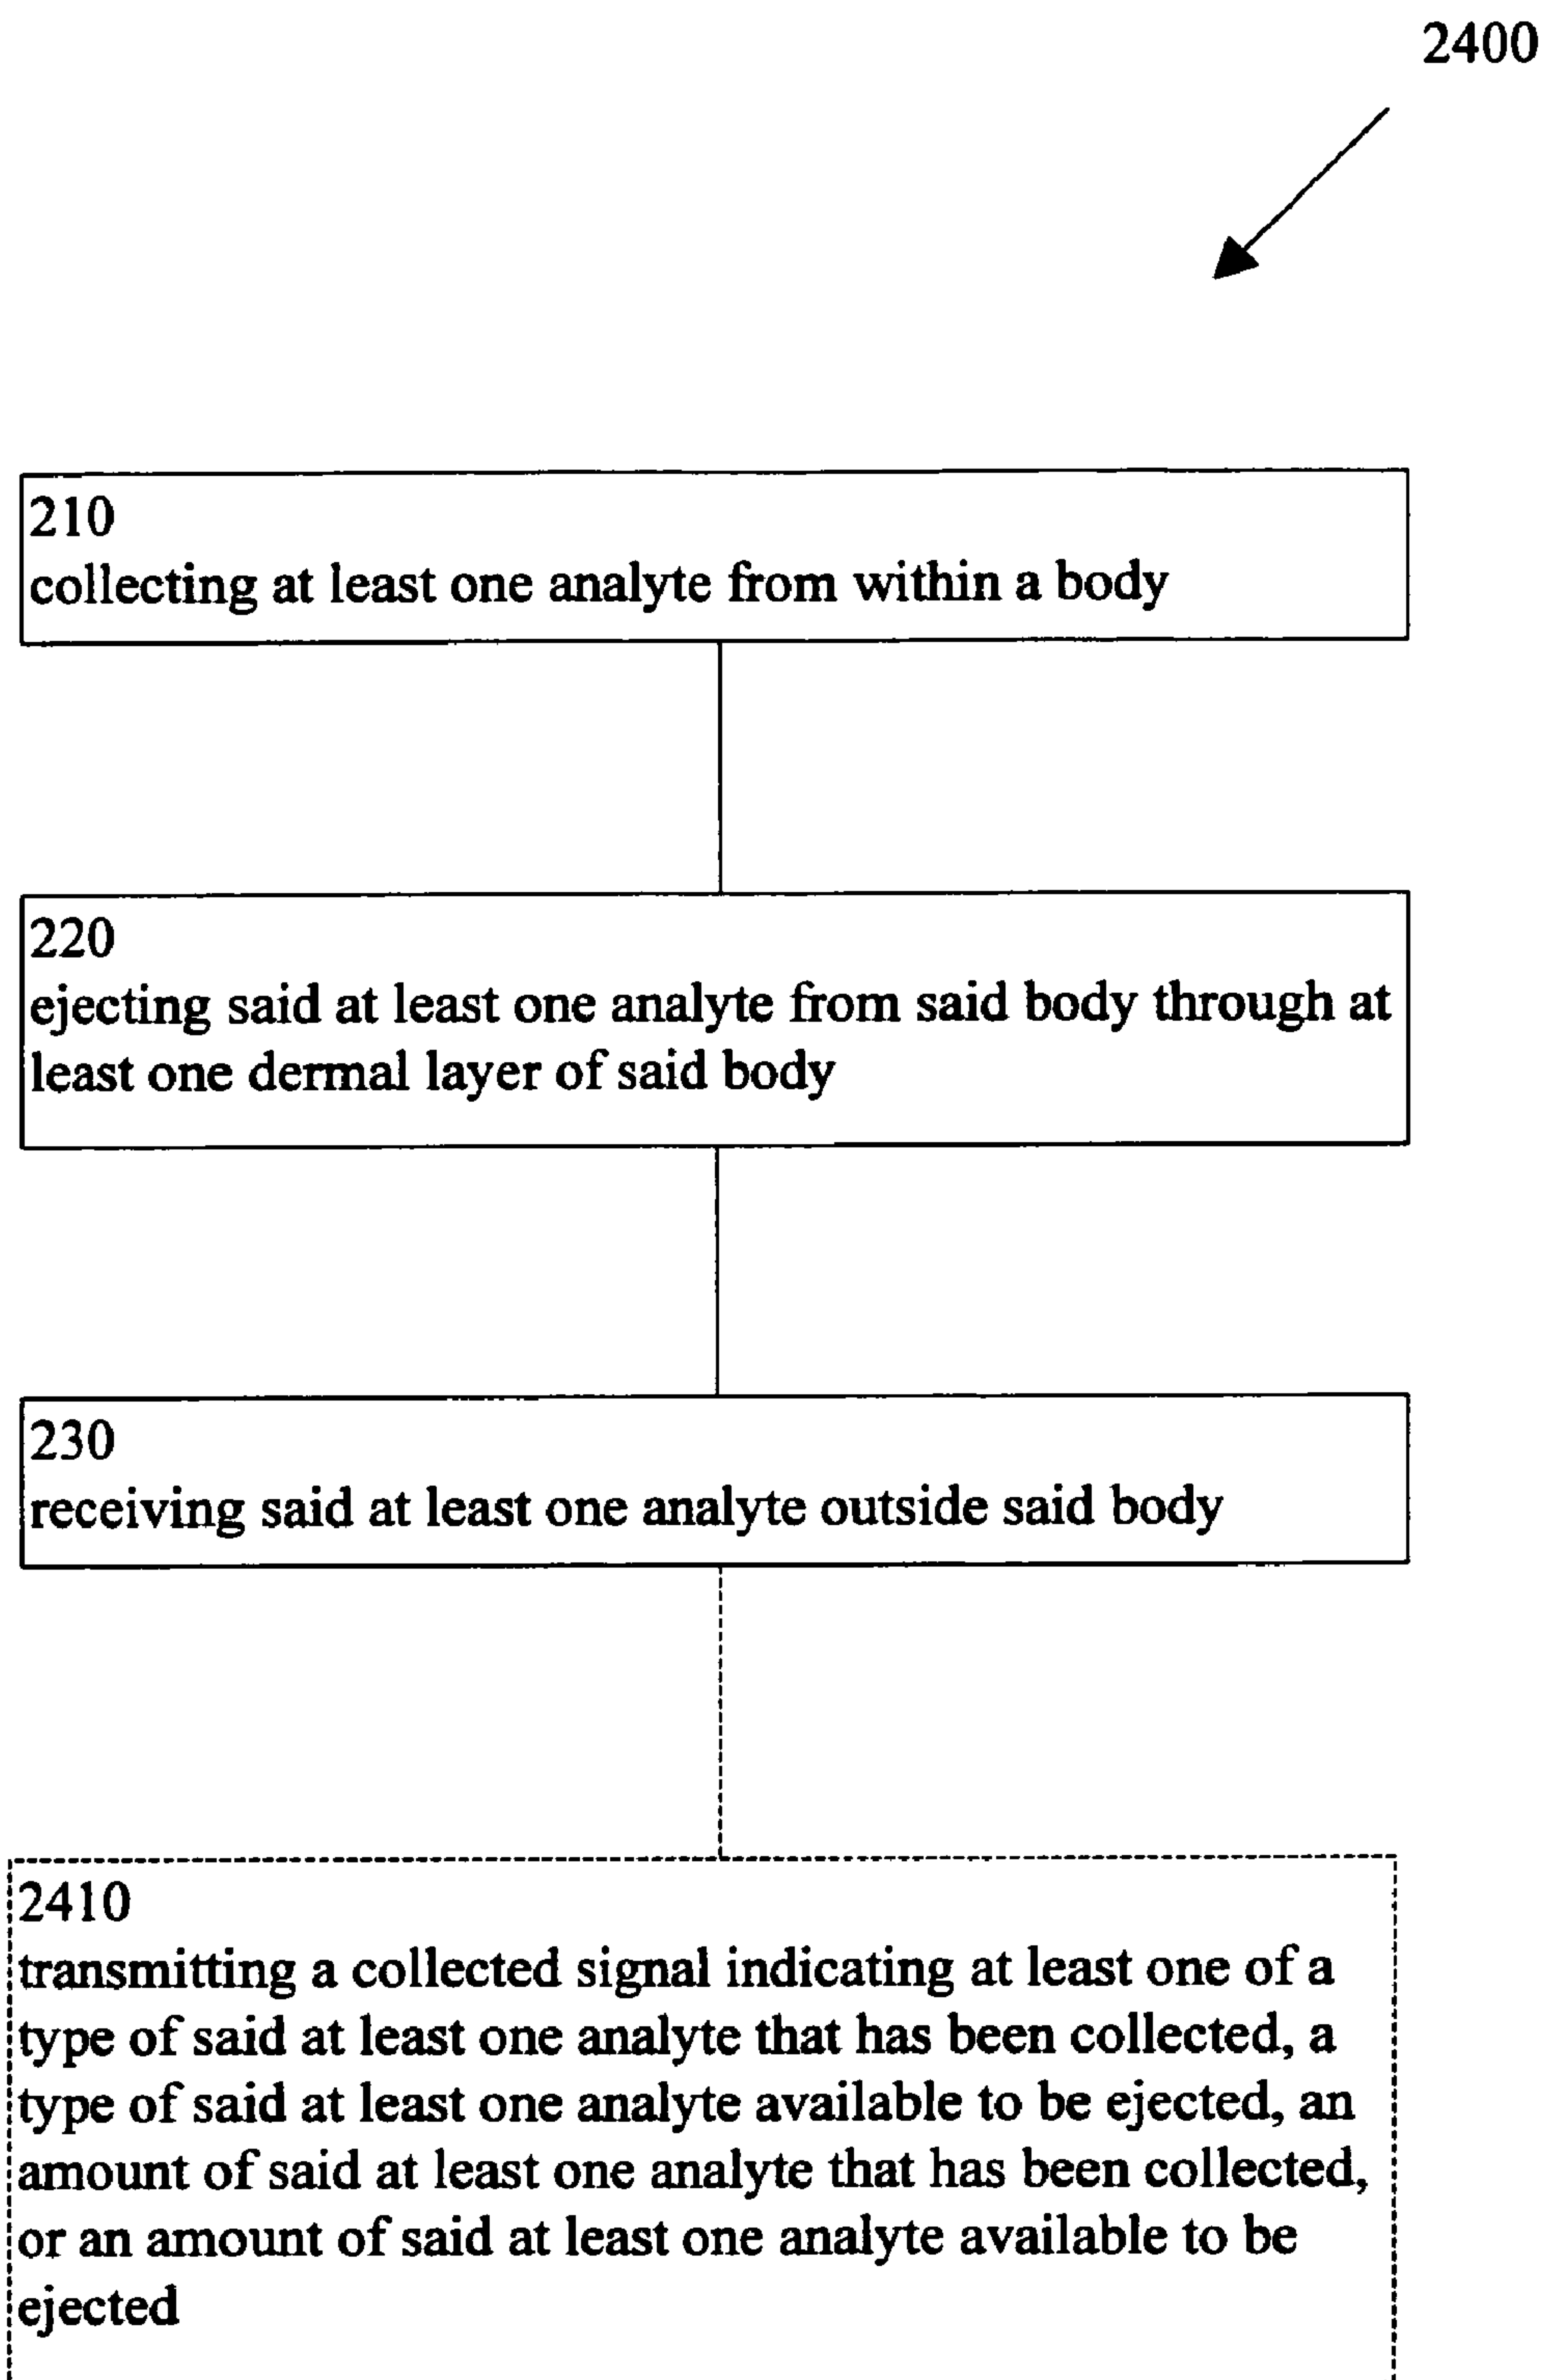 2400
210
collecting at least one analyte from within a body
220
ejecting said at least one analyte from said body through at
least one dermal layer of said body
230
receiving said at least one analyte outside said body
2410
transmitting a collected signal indicating at least one of a
type of said at least one analyte that has been collected, a
type of said at least one analyte available to be ejected, an
amount of said at least one analyte that has been collected,
or an amount of said at least one analyte available to be
ejected